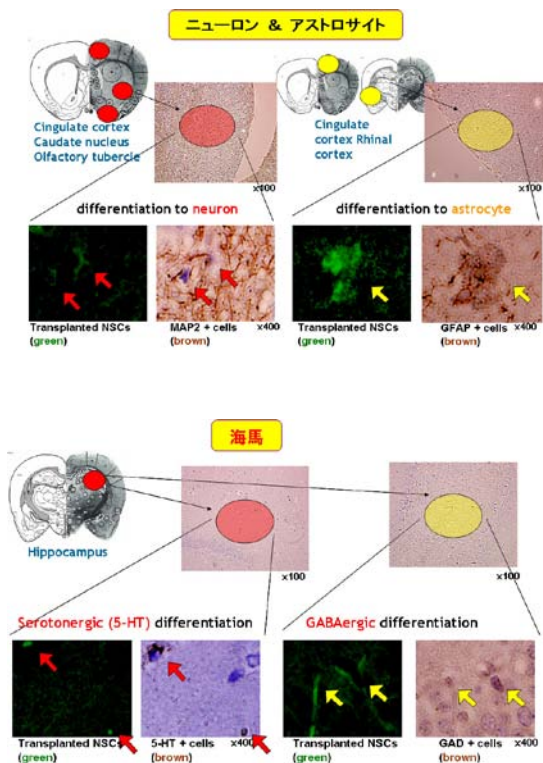 ニューロン & アストロサイト
Cingulate cortex
Caudate nucleus
Olfactory tubercle
x100
Cingulate
cortex Rhinal
cortex
x100
differentiation to neuron
differentiation to astrocyte
Transplanted NSCs
(green)
MAP2 + cells x400
(brown)
Transplanted NSCs
(green)
GFAP + cells x400
(brown)
海馬
Hippocampus
x100
x100
Serotonergic (5-HT) differentiation
GABAergic differentiation
Transplanted NSCs
(green)
5-HT + cells x400
(brown)
Transplanted NSCs
(green)
GAD + cells x400
(brown)